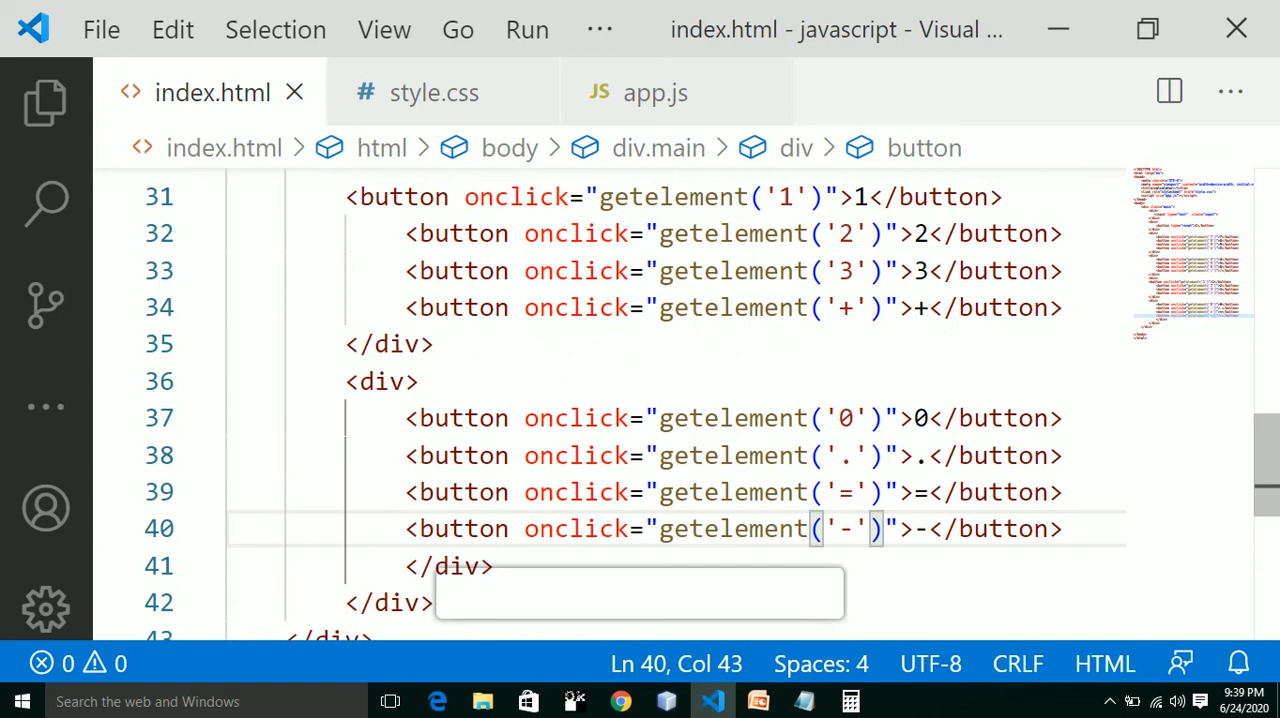 File Edit Selection View Go Run ··· index.html - javascript - Visual ...
index.html style.css JS app.js
index.html > html > body > div.main > div > button
31 <button onclick="getelement('1')">1</button>
32 <button onclick="getelement('2')">2</button>
33 <button onclick="getelement('3')">3</button>
34 <button onclick="getelement('+')">+</button>
35 </div>
36 <div>
37 <button onclick="getelement('0')">0</button>
38 <button onclick="getelement('.')">.</button>
39 <button onclick="getelement('=')">=</button>
40 <button onclick="getelement('-')">-</button>
41 </div>
42 </div>
43 </div>
0 0 Ln 40, Col 43 Spaces: 4 UTF-8 CRLF HTML
Search the web and Windows 9:39 PM
6/24/2020